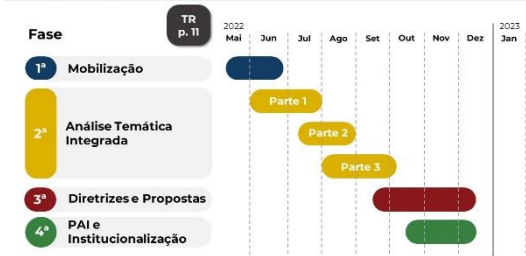 TR
p. 11
2022
2023
Fase
Mai Jun Jul Ago Set Out Nov Dez Jan
1ª Mobilização
Parte 1
2ª Análise Temática
Integrada
Parte 2
Parte 3
3ª Diretrizes e Propostas
4ª PAI e
Institucionalização